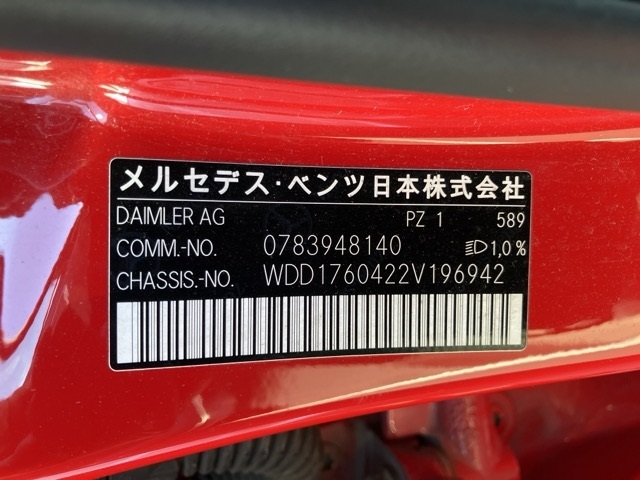 メルセデス・ベンツ日本株式会社
DAIMLER AG PZ 1 589
COMM.-NO. 0783948140 1,0%
CHASSIS.-NO. WDD1760422V196942